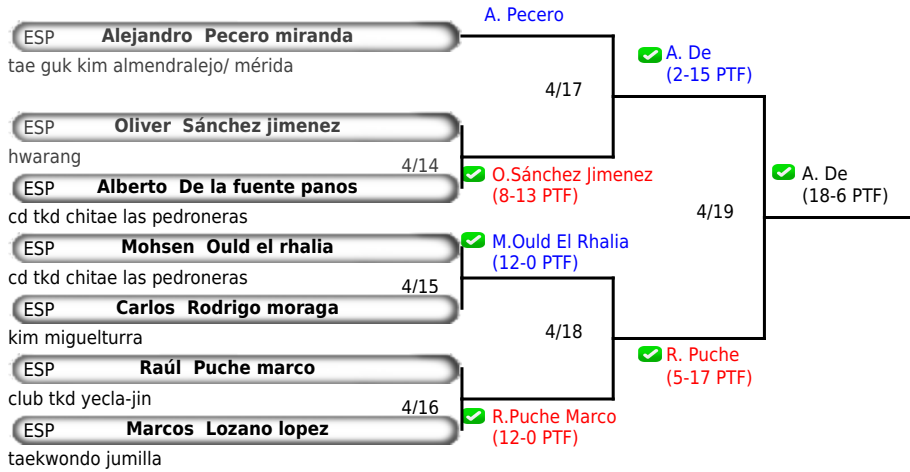 A. Pecero
ESP Alejandro Pecero miranda
tae guk kim almendralejo/ mérida
A. De
(2-15 PTF)
4/17
ESP Oliver Sánchez jimenez
hwarang
4/14
O.Sánchez Jimenez
(8-13 PTF)
ESP Alberto De la fuente panos
cd tkd chitae las pedroneras
A. De
(18-6 PTF)
4/19
ESP Mohsen Ould el rhalia
cd tkd chitae las pedroneras
M.Ould El Rhalia
(12-0 PTF)
4/15
ESP Carlos Rodrigo moraga
kim miguelturra
4/18
R. Puche
(5-17 PTF)
ESP Raúl Puche marco
club tkd yecla-jin
4/16
R.Puche Marco
(12-0 PTF)
ESP Marcos Lozano lopez
taekwondo jumilla